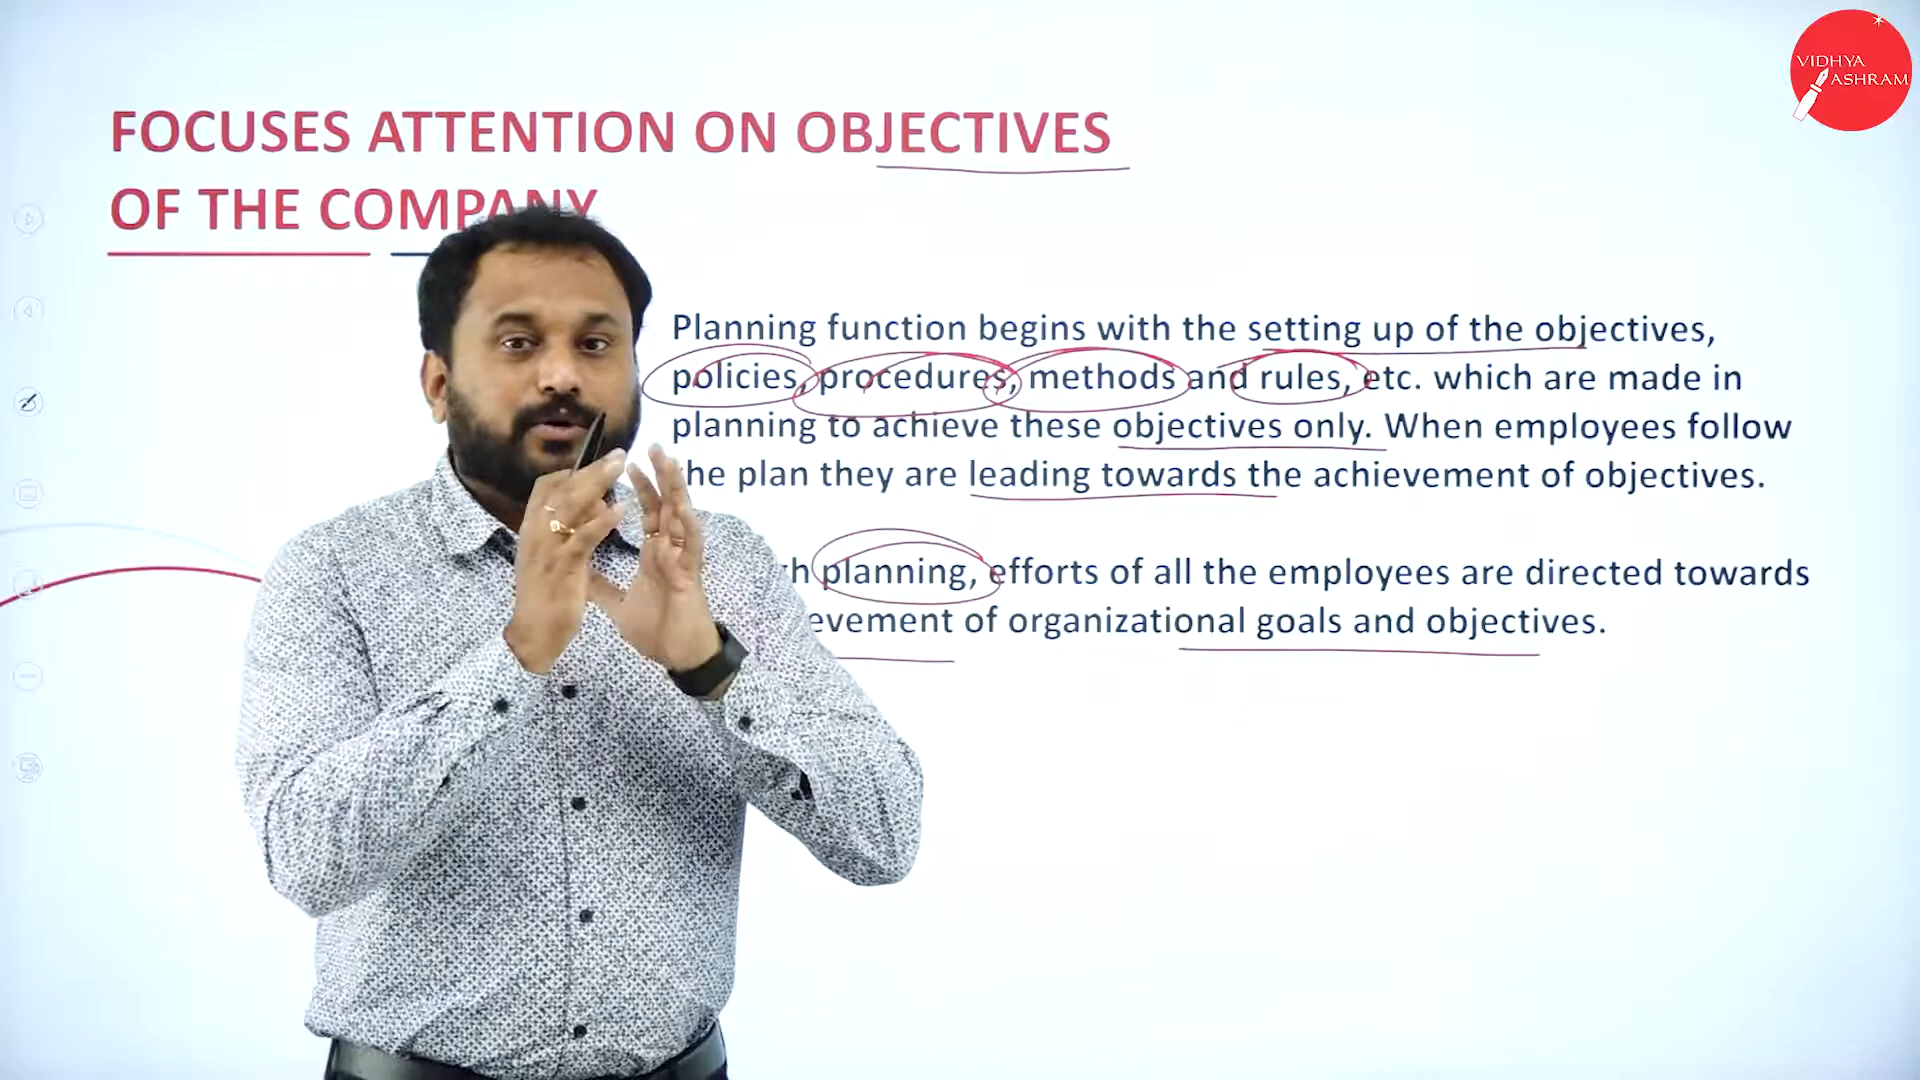 VIDHYA
ASHRAM
FOCUSES ATTENTION ON OBJECTIVES
OF THE COMPANY
Planning function begins with the setting up of the objectives,
policies, procedures, methods and rules, etc. which are made in
planning to achieve these objectives only. When employees follow
he plan they are leading towards the achievement of objectives.
planning, efforts of all the employees are directed towards
evement of organizational goals and objectives.